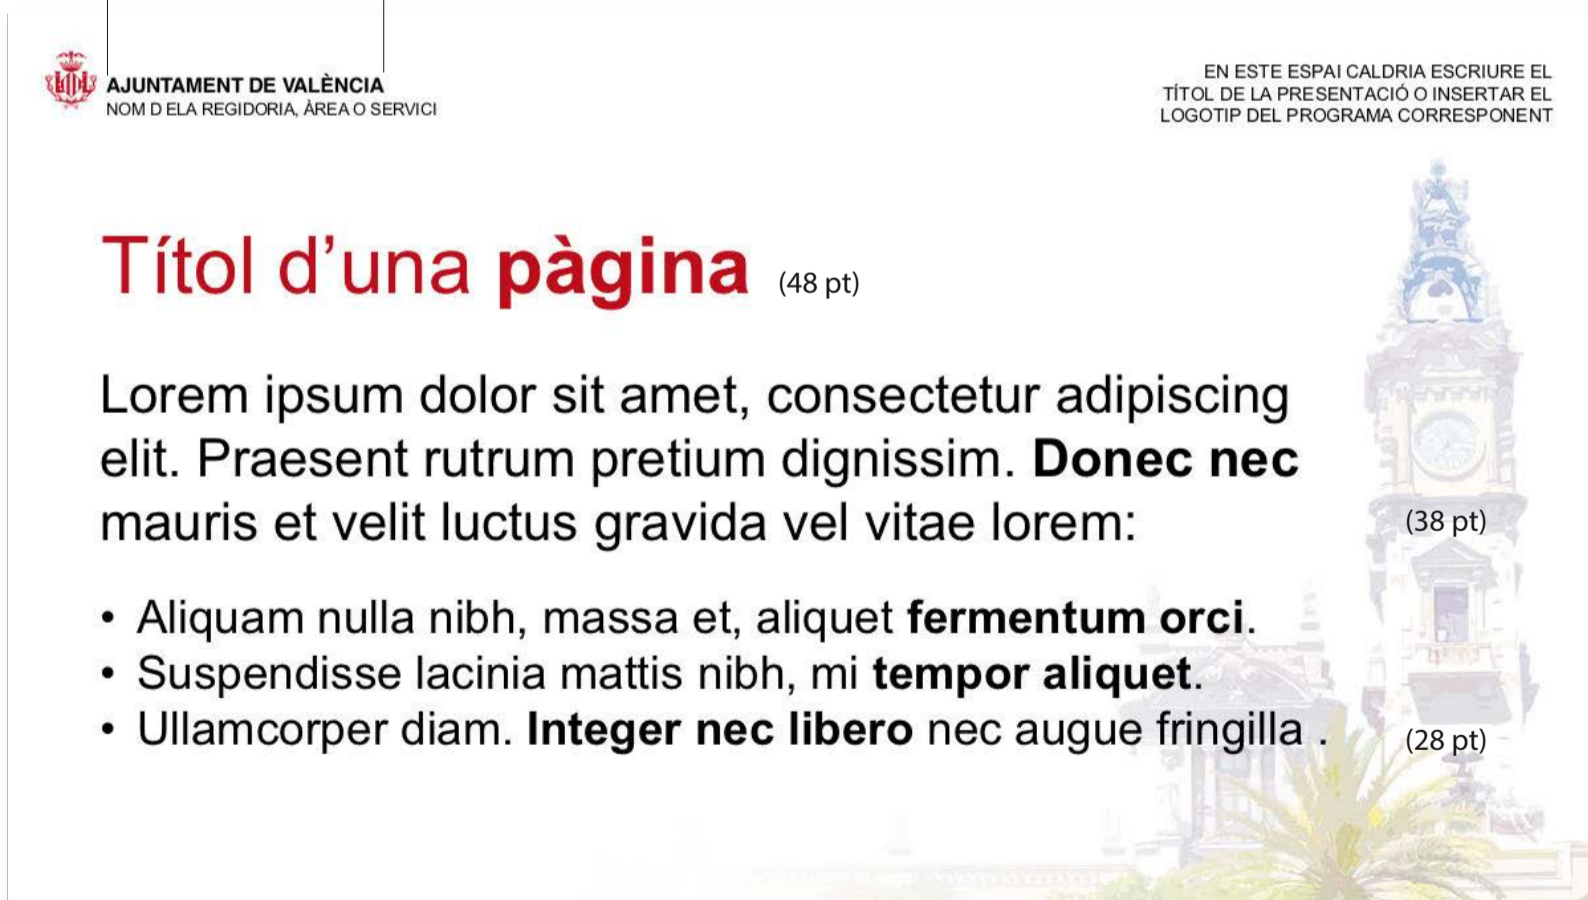 AJUNTAMENT DE VALÈNCIA
NOM D ELA REGIDORIA, ÀREA O SERVICI
EN ESTE ESPAI CALDRIA ESCRIURE EL
TÍTOL DE LA PRESENTACIÓ O INSERTAR EL
LOGOTIP DEL PROGRAMA CORRESPONENT
Títol d’una pàgina (48 pt)
Lorem ipsum dolor sit amet, consectetur adipiscing
elit. Praesent rutrum pretium dignissim. Donec nec
mauris et velit luctus gravida vel vitae lorem: (38 pt)
• Aliquam nulla nibh, massa et, aliquet fermentum orci.
• Suspendisse lacinia mattis nibh, mi tempor aliquet.
• Ullamcorper diam. Integer nec libero nec augue fringilla . (28 pt)